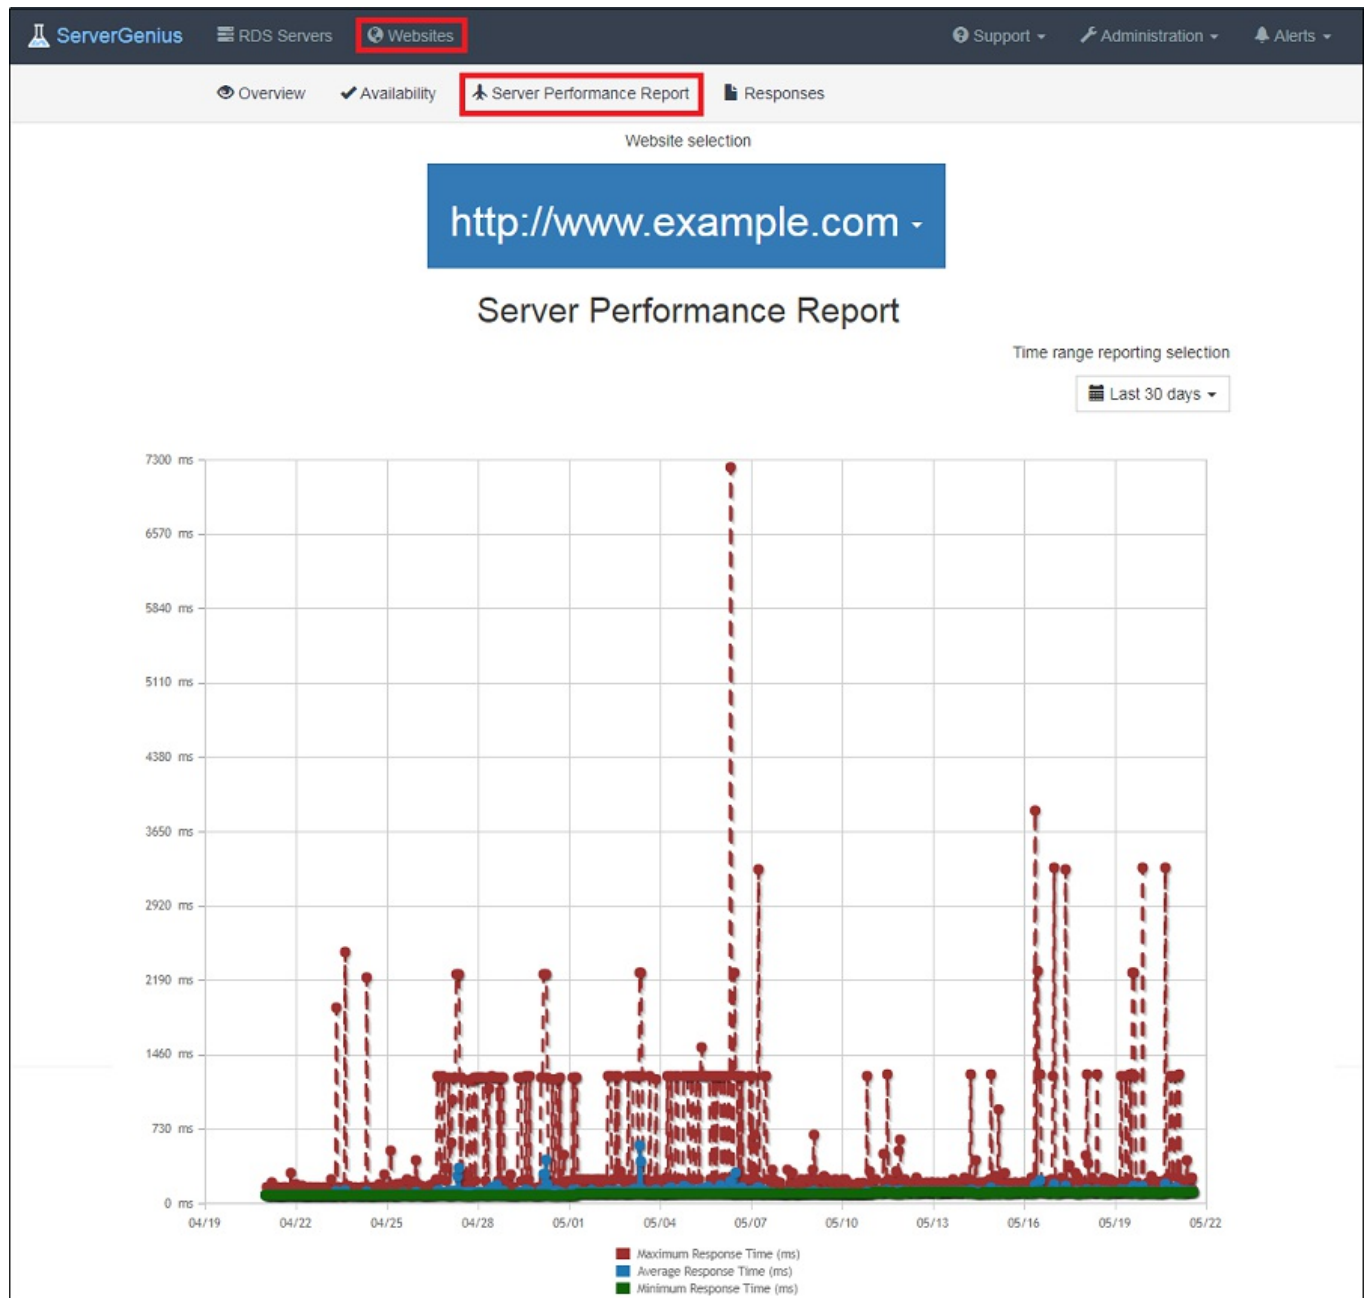 ServerGenius RDS Servers Websites Support Administration Alerts
Overview Availability Server Performance Report Responses
Website selection
http://www.example.com
Server Performance Report
Time range reporting selection
Last 30 days
7300 ms
6570 ms
5840 ms
5110 ms
4380 ms
3650 ms
2920 ms
2190 ms
1460 ms
730 ms
0 ms
04/19 04/22 04/25 04/28 05/01 05/04 05/07 05/10 05/13 05/16 05/19 05/22
Maximum Response Time (ms)
Average Response Time (ms)
Minimum Response Time (ms)